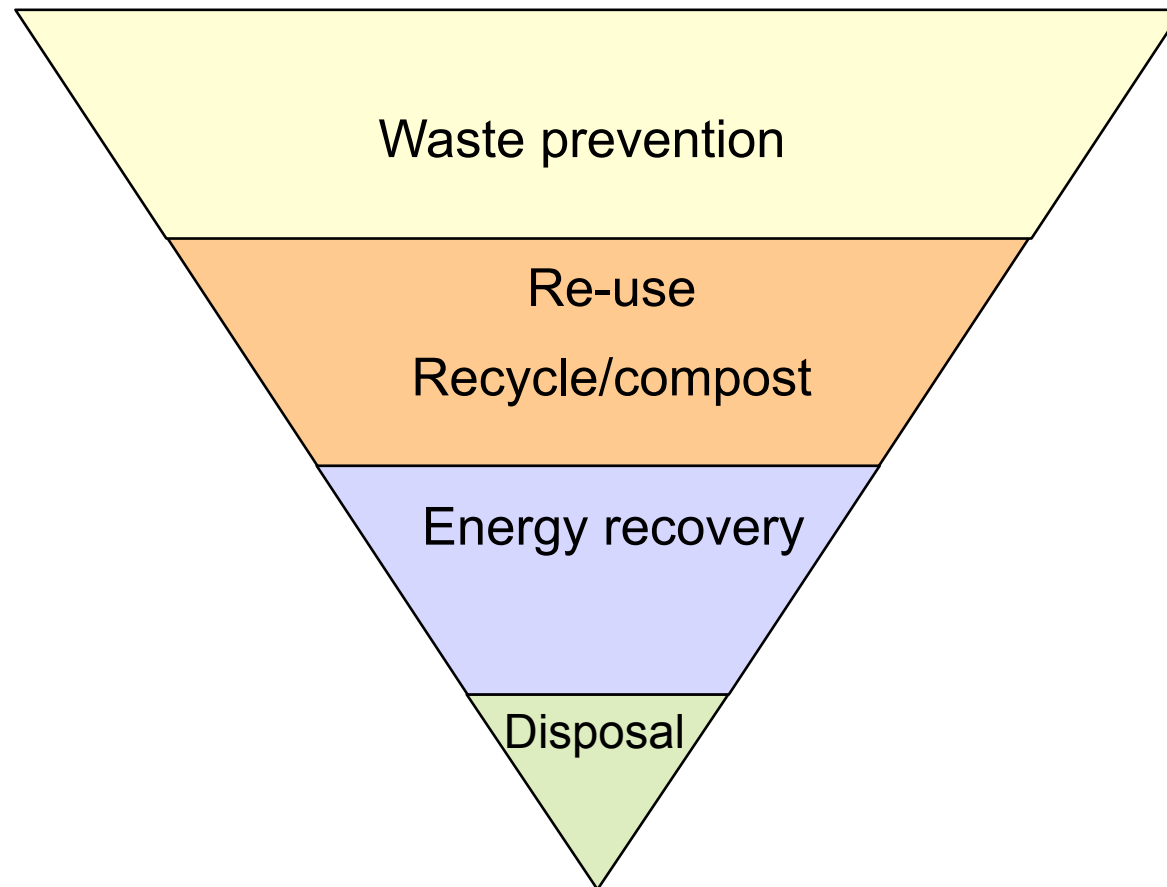 Waste prevention
Re-use
Recycle/compost
Energy recovery
Disposal